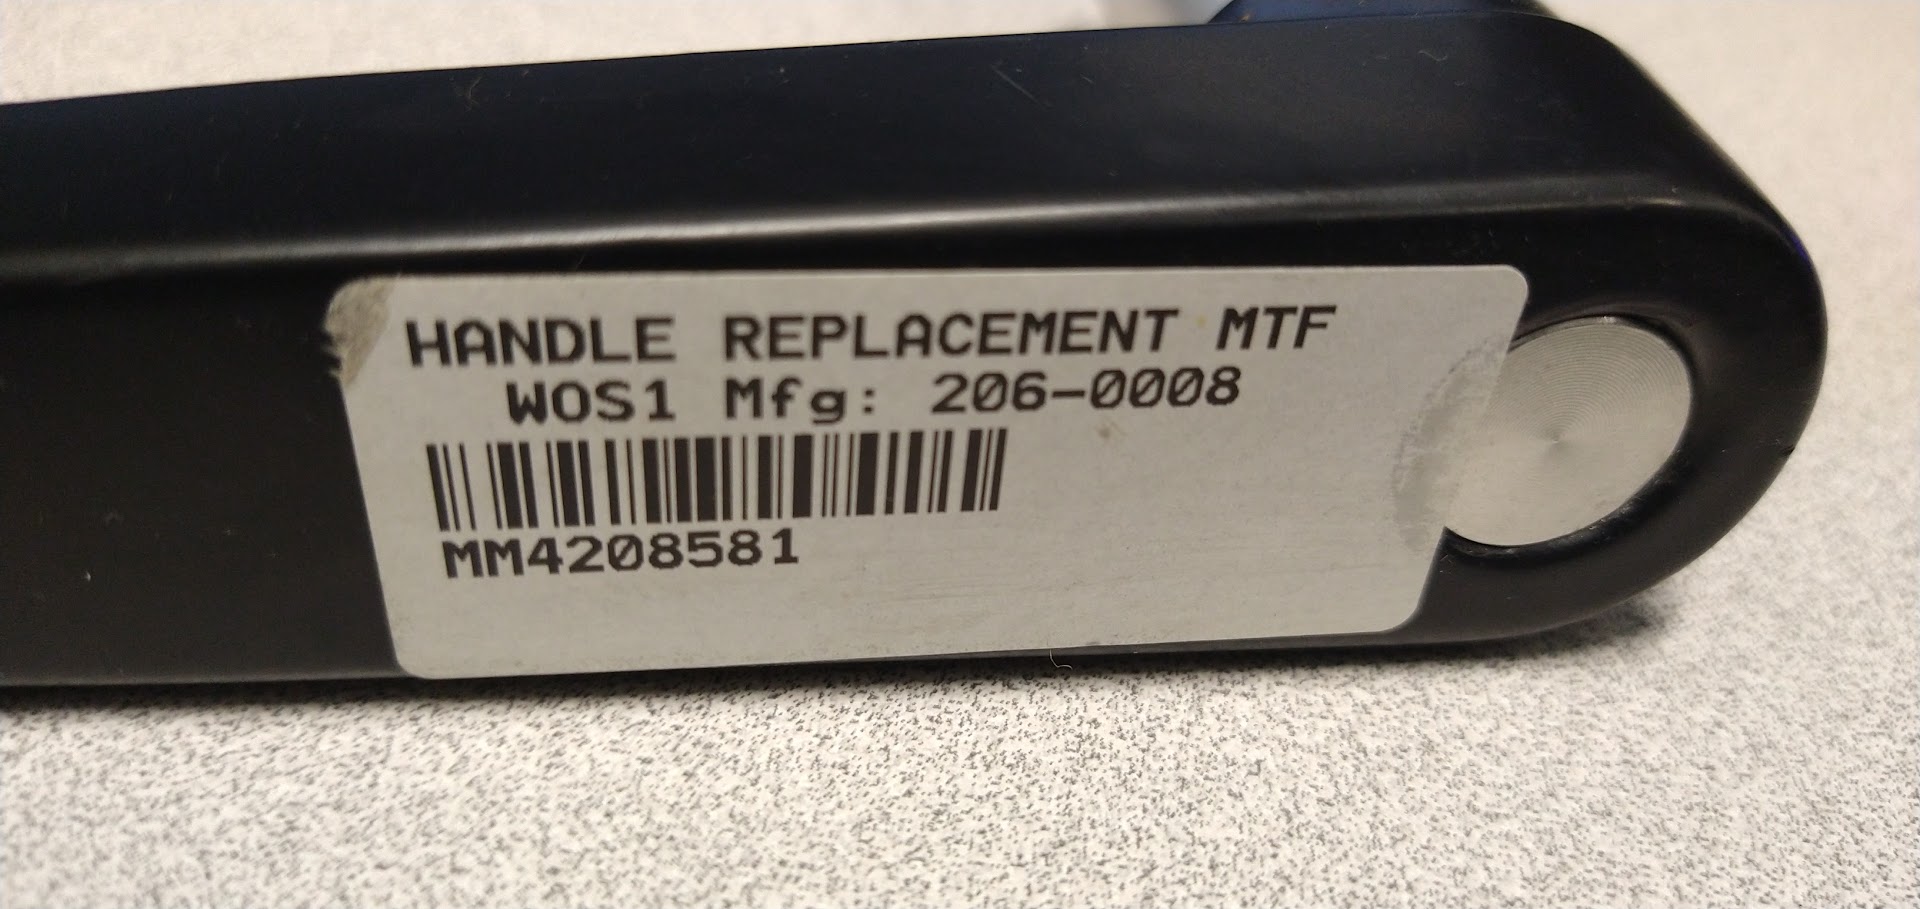 HANDLE REPLACEMENT MTF
WOS1 Mfg: 206-0008
MM4208581